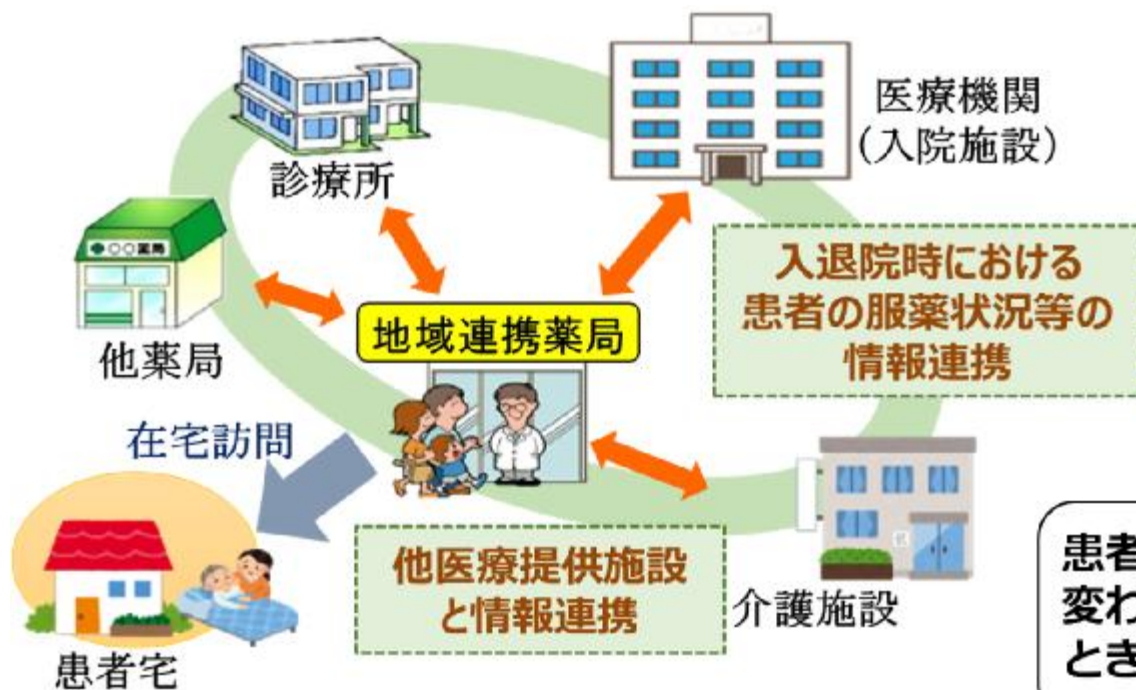 診療所
医療機関
（入院施設）
○○薬局
他薬局
地域連携薬局
入退院時における
患者の服薬状況等の
情報連携
在宅訪問
患者宅
他医療提供施設
と情報連携
介護施設
患者
変わ
とき